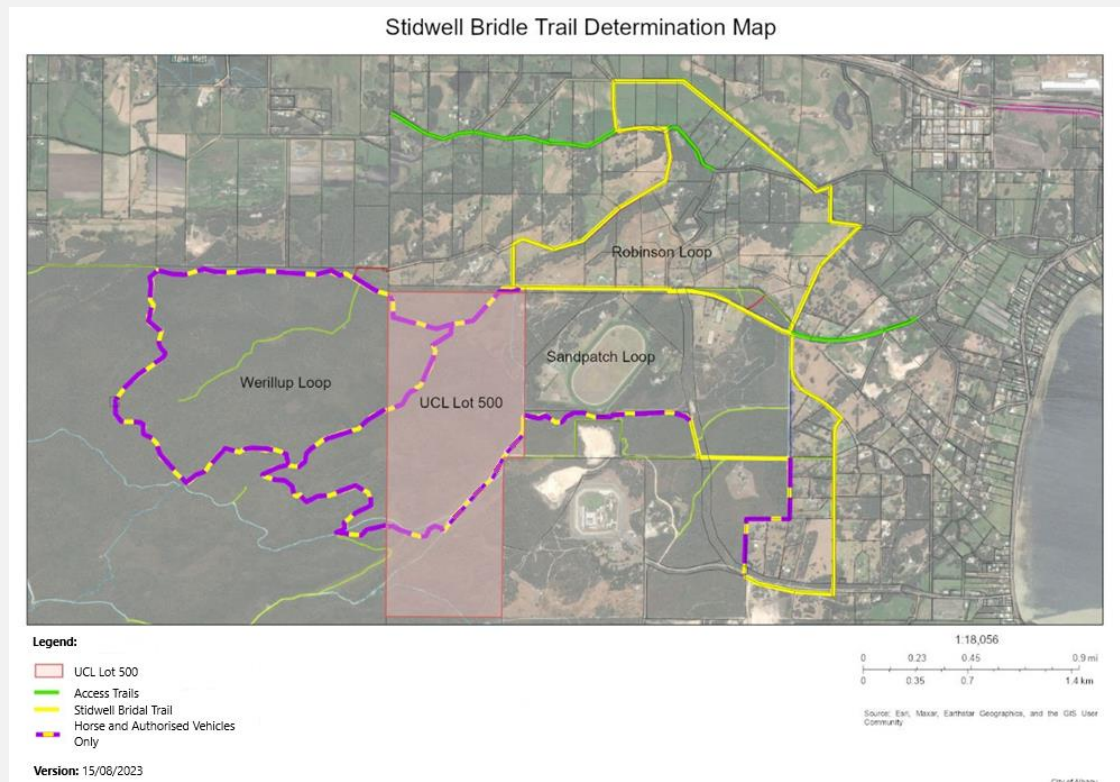 Stidwell Bridle Trail Determination Map
Robinson Loop
Sandpatch Loop
Werillup Loop
UCL Lot 500
Legend:
UCL Lot 500
Access Trails
Stidwell Bridal Trail
Horse and Authorised Vehicles
Only
Version: 15/08/2023
1:18,056
0 0.23 0.45 0.9 mi
0 0.35 0.7 1.4 km
Source: Esri, Maxar, Earthstar Geographics, and the GIS User
Community
City of Albany